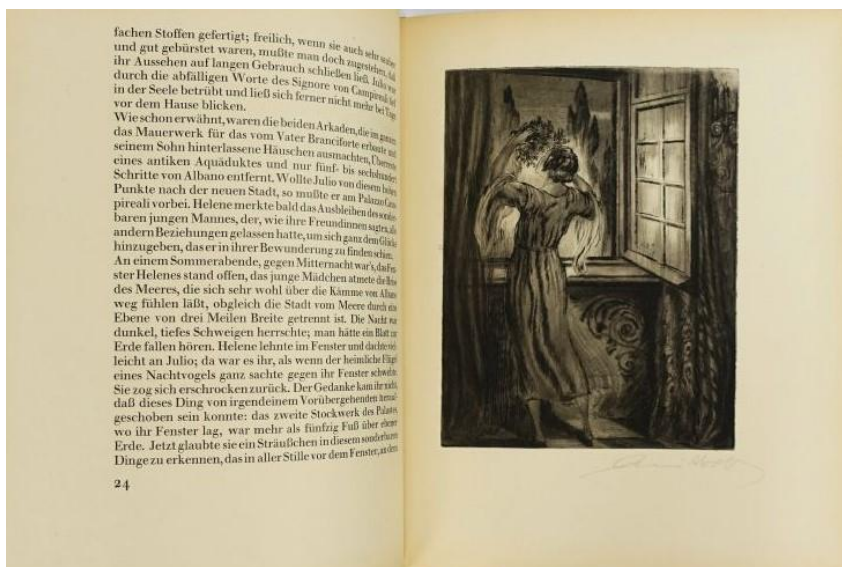 fachen Stoffen gefertigt; freilich, wenn sie auch sehr sauber
und gut gebürstet waren, mußte man doch zugestehen, daß
ihr Aussehen auf langen Gebrauch schließen ließ. Julio war
durch die abfälligen Worte des Signore von Campireali tief
in der Seele betrübt und ließ sich ferner nicht mehr bei Tage
vor dem Hause blicken.
Wie schon erwähnt, waren die beiden Arkaden, die im ganzen
das Mauerwerk für das vom Vater Branciforte erbaute und
seinem Sohn hinterlassene Häuschen ausmachten, Überreste
eines antiken Aquäduktes und nur fünf- bis sechshundert
Schritte von Albano entfernt. Wollte Julio von diesem hohen
Punkte nach der neuen Stadt, so mußte er am Palazzo Cam-
pireali vorbei. Helene merkte bald das Ausbleiben des sonder-
baren jungen Mannes, der, wie ihre Freundinnen sagten, alle
andern Beziehungen gelassen hatte, um sich ganz dem Glücke
hinzugeben, das er in ihrer Bewunderung zu finden schien.
An einem Sommerabende, gegen Mitternacht war's, das Fen-
ster Helenes stand offen, das junge Mädchen atmete die Brise
des Meeres, die sich sehr wohl über die Kämme von Albano
weg fühlen läßt, obgleich die Stadt vom Meere durch eine
Ebene von drei Meilen Breite getrennt ist. Die Nacht war
dunkel, tiefes Schweigen herrschte; man hätte ein Blatt zur
Erde fallen hören. Helene lehnte im Fenster und dachte viel-
leicht an Julio; da war es ihr, als wenn der heimliche Flügel
eines Nachtvogels ganz sachte gegen ihr Fenster schwebte.
Sie zog sich erschrocken zurück. Der Gedanke kam ihr nicht,
daß dieses Ding von irgendeinem Vorübergehenden herauf-
geschoben sein konnte: das zweite Stockwerk des Palastes,
wo ihr Fenster lag, war mehr als fünfzig Fuß über ebener
Erde. Jetzt glaubte sie ein Sträußchen in diesem sonderbaren
Dinge zu erkennen, das in aller Stille vor dem Fenster, an dem
24